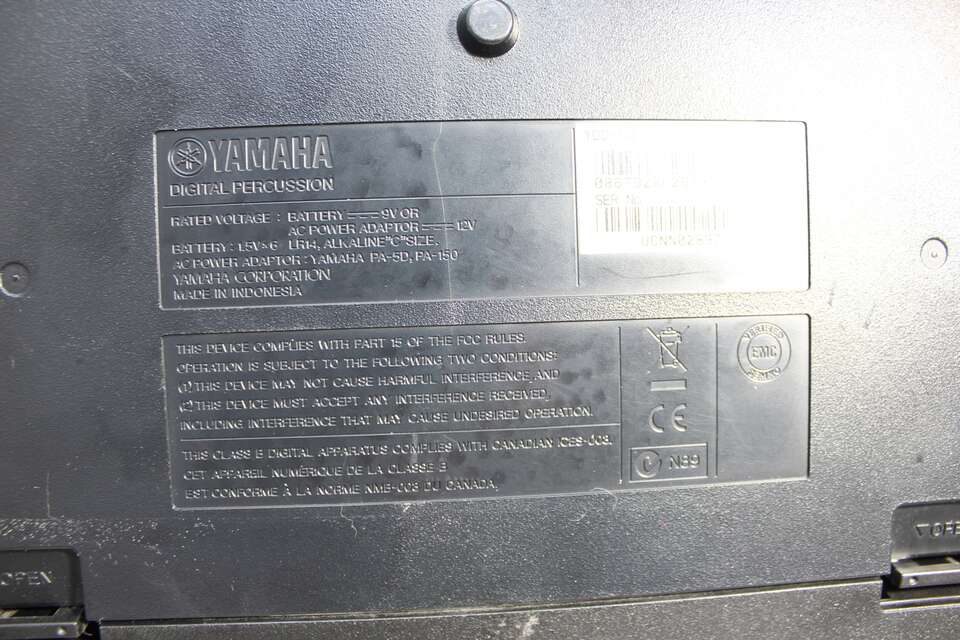 YAMAHA
DIGITAL PERCUSSION
RATED VOLTAGE : BATTERY 9V OR
AC POWER ADAPTOR 12V
BATTERY : 1.5V×6 LR14, ALKALINE"C"SIZE.
AC POWER ADAPTOR : YAMAHA PA-5D, PA-150
YAMAHA CORPORATION
MADE IN INDONESIA
SER. NO
THIS DEVICE COMPLIES WITH PART 15 OF THE FCC RULES.
OPERATION IS SUBJECT TO THE FOLLOWING TWO CONDITIONS:
(1) THIS DEVICE MAY NOT CAUSE HARMFUL INTERFERENCE, AND
(2) THIS DEVICE MUST ACCEPT ANY INTERFERENCE RECEIVED,
INCLUDING INTERFERENCE THAT MAY CAUSE UNDESIRED OPERATION.
THIS CLASS B DIGITAL APPARATUS COMPLIES WITH CANADIAN ICES-003.
CET APPAREIL NUMÉRIQUE DE LA CLASSE B
EST CONFORME À LA NORME NMB-003 DU CANADA.
CE
N89
VERIFIED
EMC
OPEN